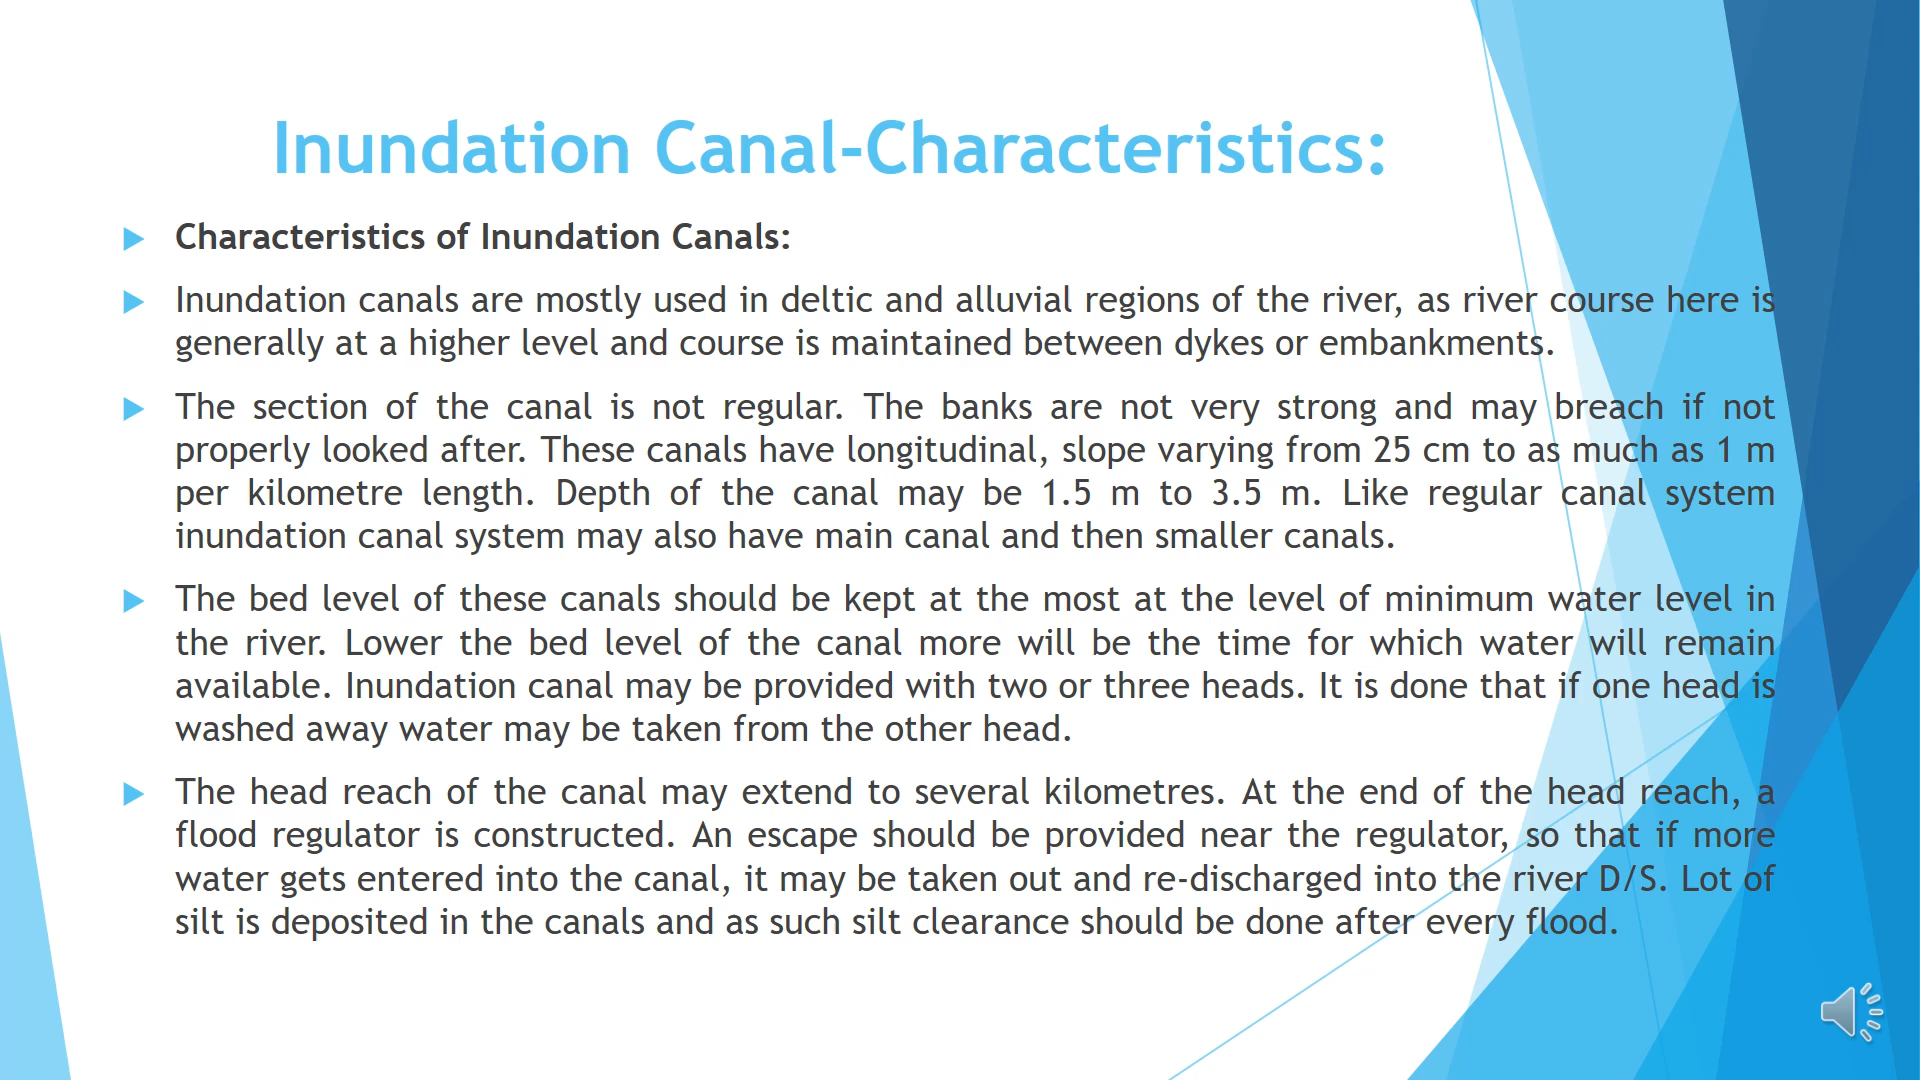 Inundation Canal-Characteristics:
Characteristics of Inundation Canals:
Inundation canals are mostly used in deltic and alluvial regions of the river, as river course here is
generally at a higher level and course is maintained between dykes or embankments.
The section of the canal is not regular. The banks are not very strong and may breach if not
properly looked after. These canals have longitudinal, slope varying from 25 cm to as much as 1 m
per kilometre length. Depth of the canal may be 1.5 m to 3.5 m. Like regular canal system
inundation canal system may also have main canal and then smaller canals.
The bed level of these canals should be kept at the most at the level of minimum water level in
the river. Lower the bed level of the canal more will be the time for which water will remain
available. Inundation canal may be provided with two or three heads. It is done that if one head is
washed away water may be taken from the other head.
The head reach of the canal may extend to several kilometres. At the end of the head reach, a
flood regulator is constructed. An escape should be provided near the regulator, so that if more
water gets entered into the canal, it may be taken out and re-discharged into the river D/S. Lot of
silt is deposited in the canals and as such silt clearance should be done after every flood.